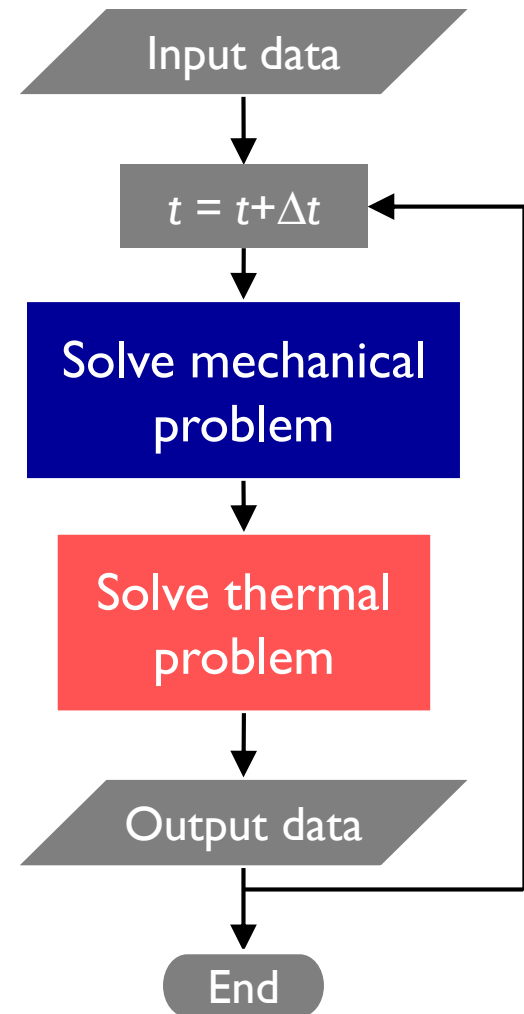 Input data
t = t+Δt
Solve mechanical
problem
Solve thermal
problem
Output data
End